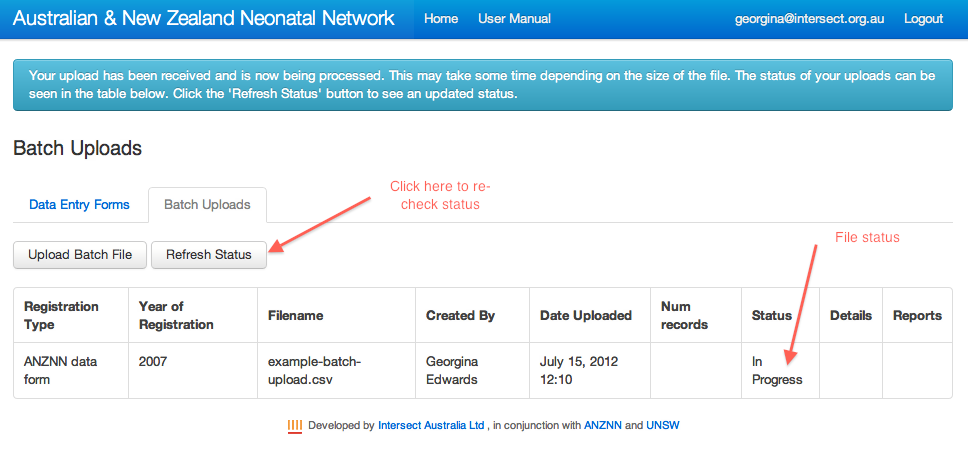 Australian & New Zealand Neonatal Network Home User Manual georgina@intersect.org.au Logout
Your upload has been received and is now being processed. This may take some time depending on the size of the file. The status of your uploads can be
seen in the table below. Click the 'Refresh Status' button to see an updated status.
Batch Uploads
Click here to re-
check status
Data Entry Forms Batch Uploads
File status
Upload Batch File Refresh Status
Registration Type Year of Registration Filename Created By Date Uploaded Num records Status Details Reports
ANZNN data form 2007 example-batch-upload.csv Georgina Edwards July 15, 2012 12:10 In Progress
Developed by Intersect Australia Ltd , in conjunction with ANZNN and UNSW